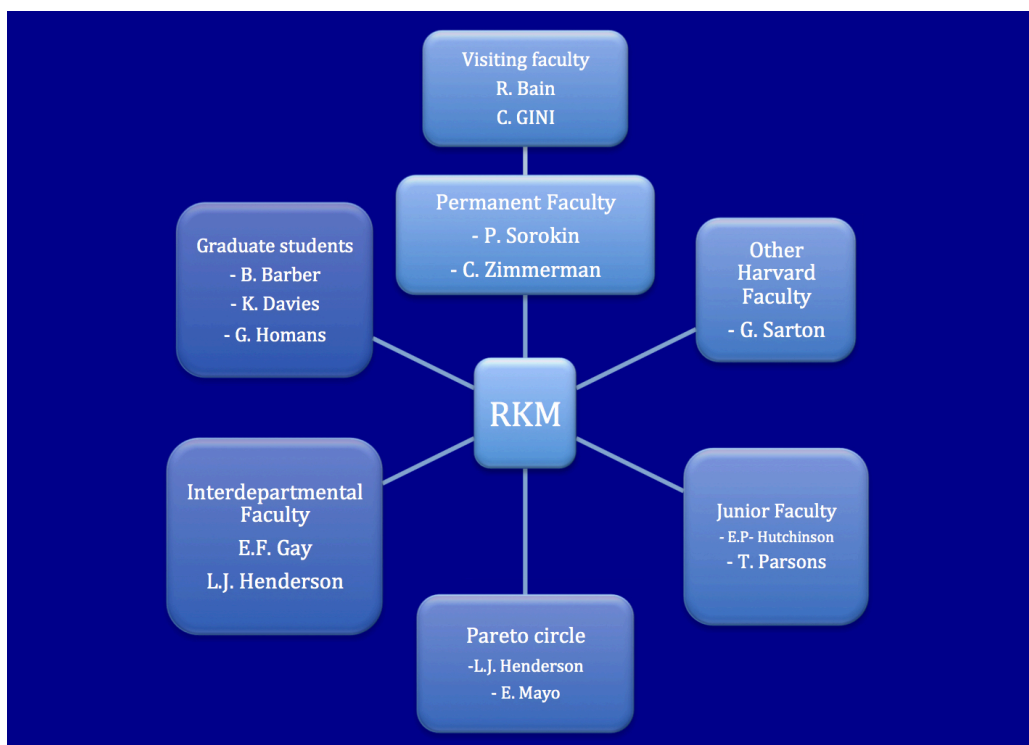 Visiting faculty
R. Bain
C. GINI
Permanent Faculty
- P. Sorokin
- C. Zimmerman
Graduate students
- B. Barber
- K. Davies
- G. Homans
Other
Harvard
Faculty
- G. Sarton
RKM
Interdepartmental
Faculty
E.F. Gay
L.J. Henderson
Junior Faculty
- E.P- Hutchinson
- T. Parsons
Pareto circle
-L.J. Henderson
- E. Mayo